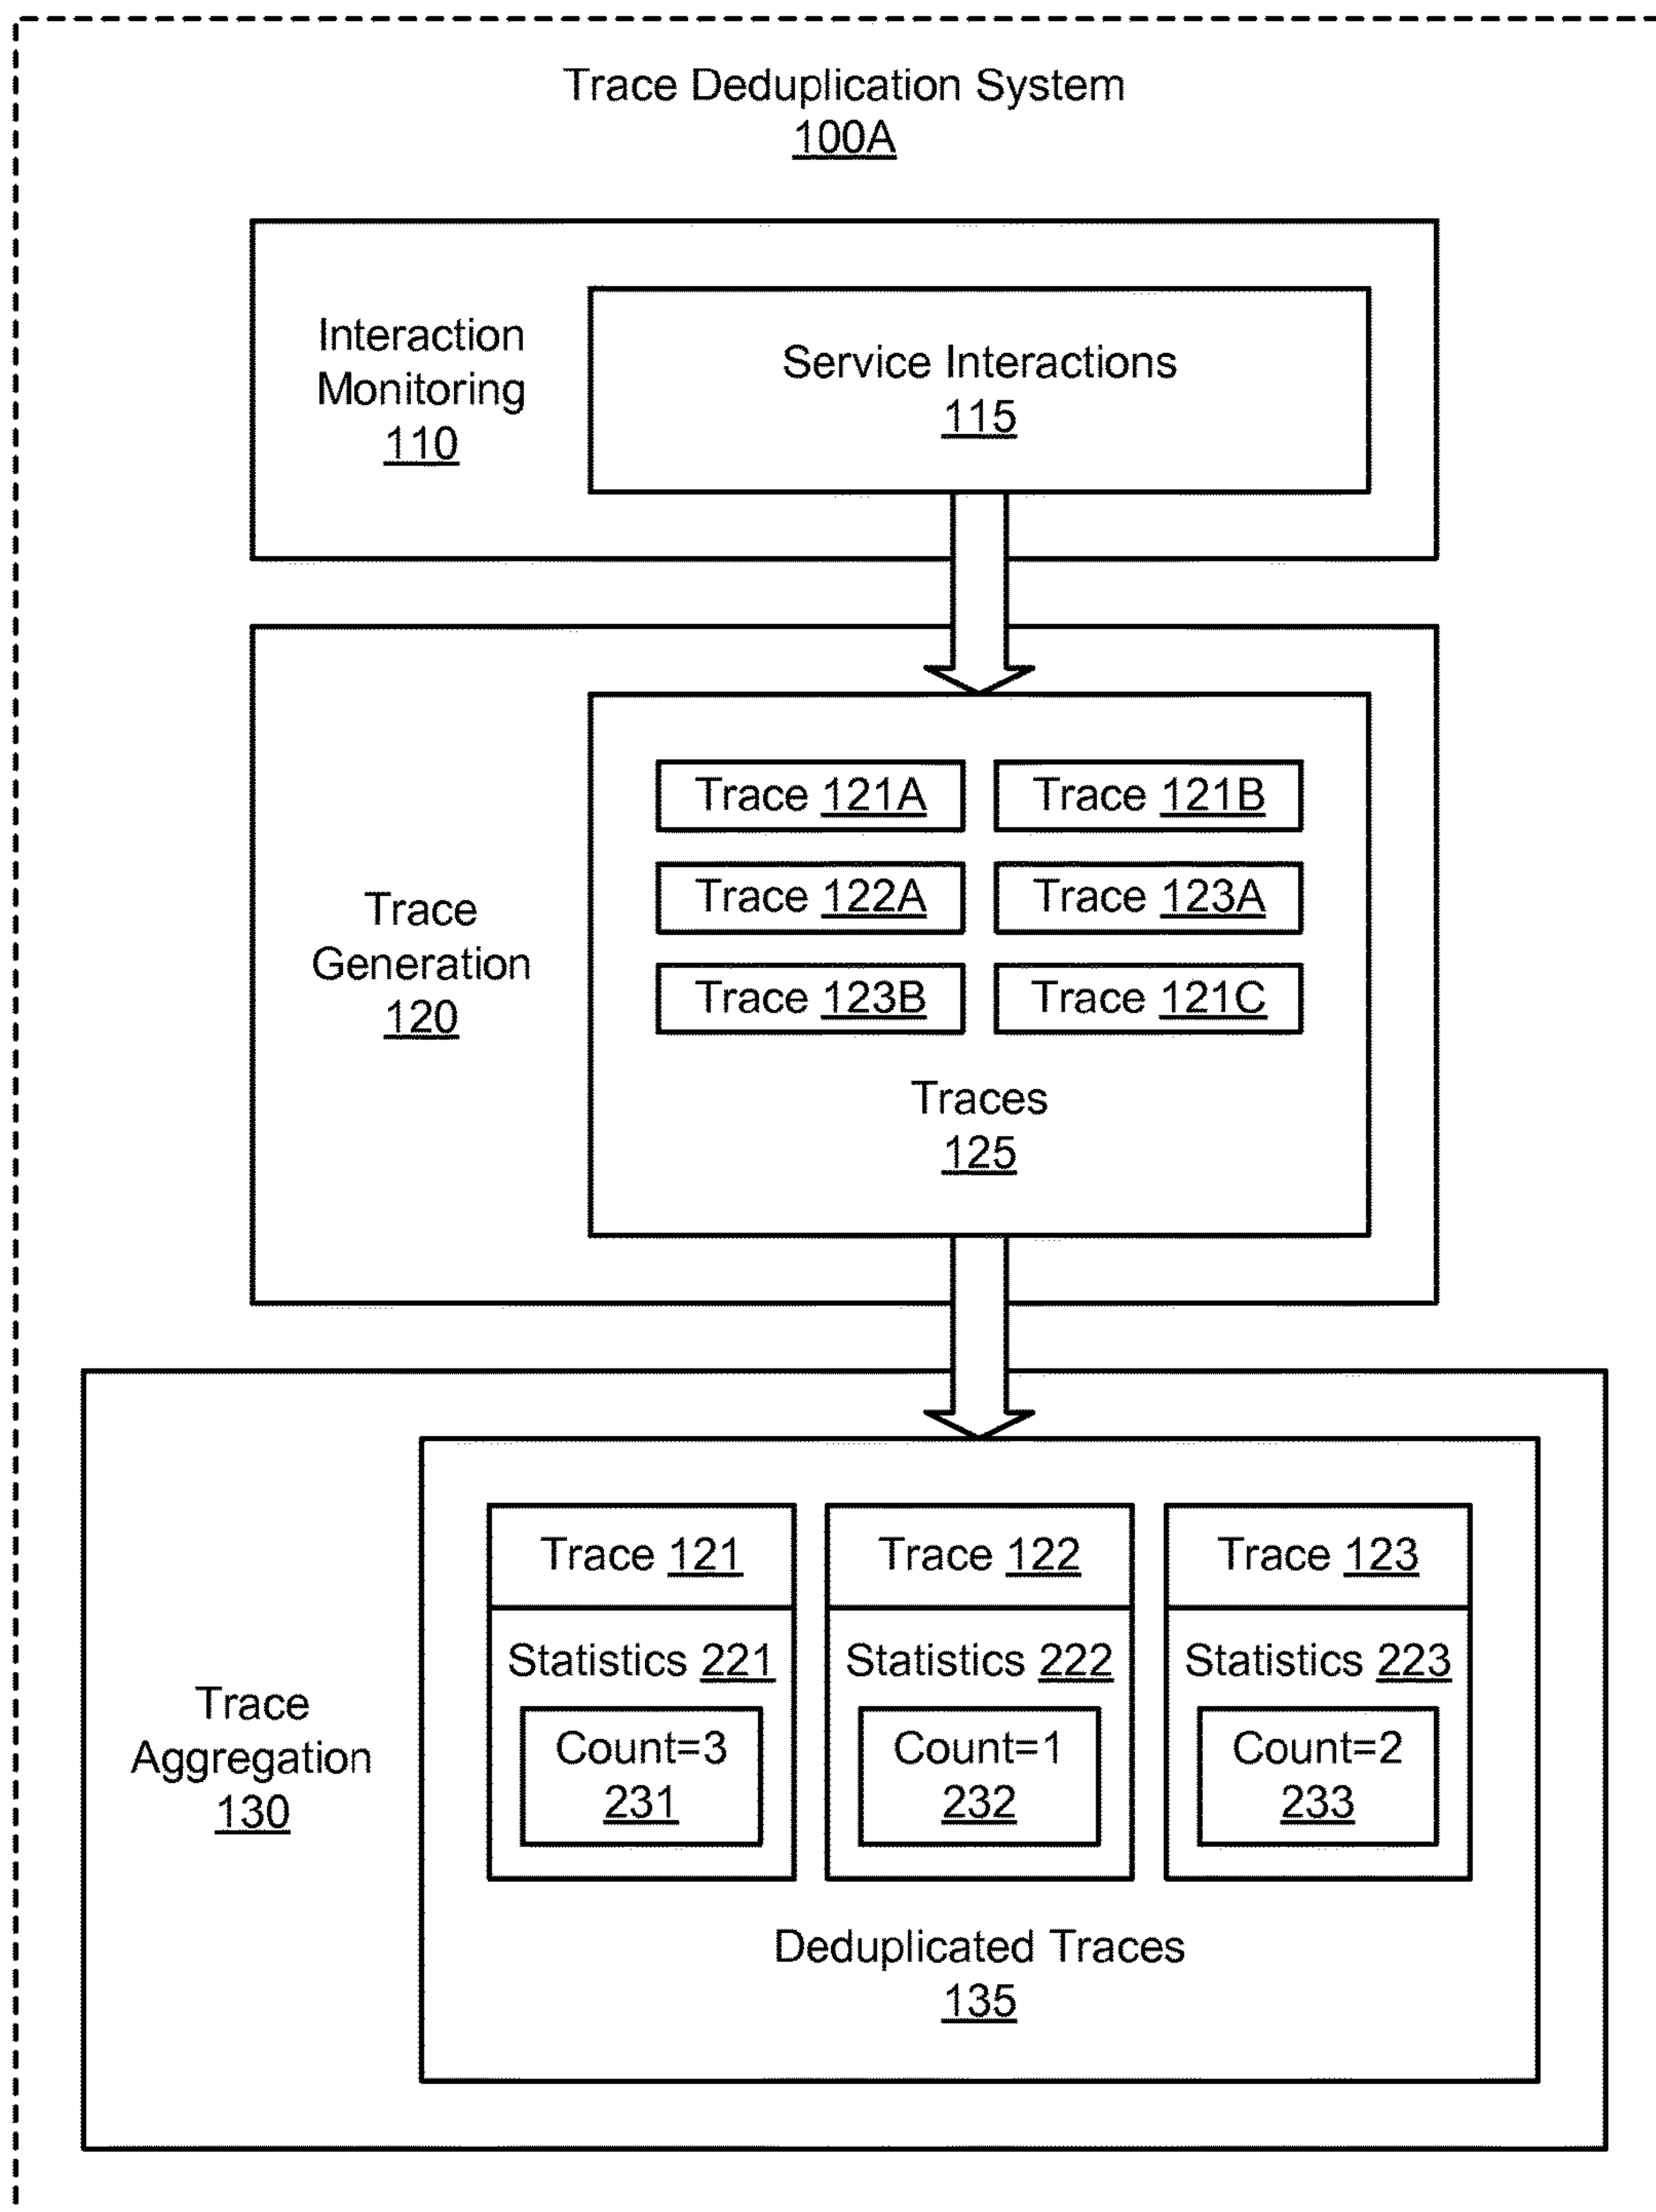 Trace Deduplication System
100A
Interaction
Monitoring
110
Service Interactions
115
Trace
Generation
120
Trace 121A
Trace 121B
Trace 122A
Trace 123A
Trace 123B
Trace 121C
Traces
125
Trace
Aggregation
130
Trace 121
Statistics 221
Count=3
231
Trace 122
Statistics 222
Count=1
232
Trace 123
Statistics 223
Count=2
233
Deduplicated Traces
135